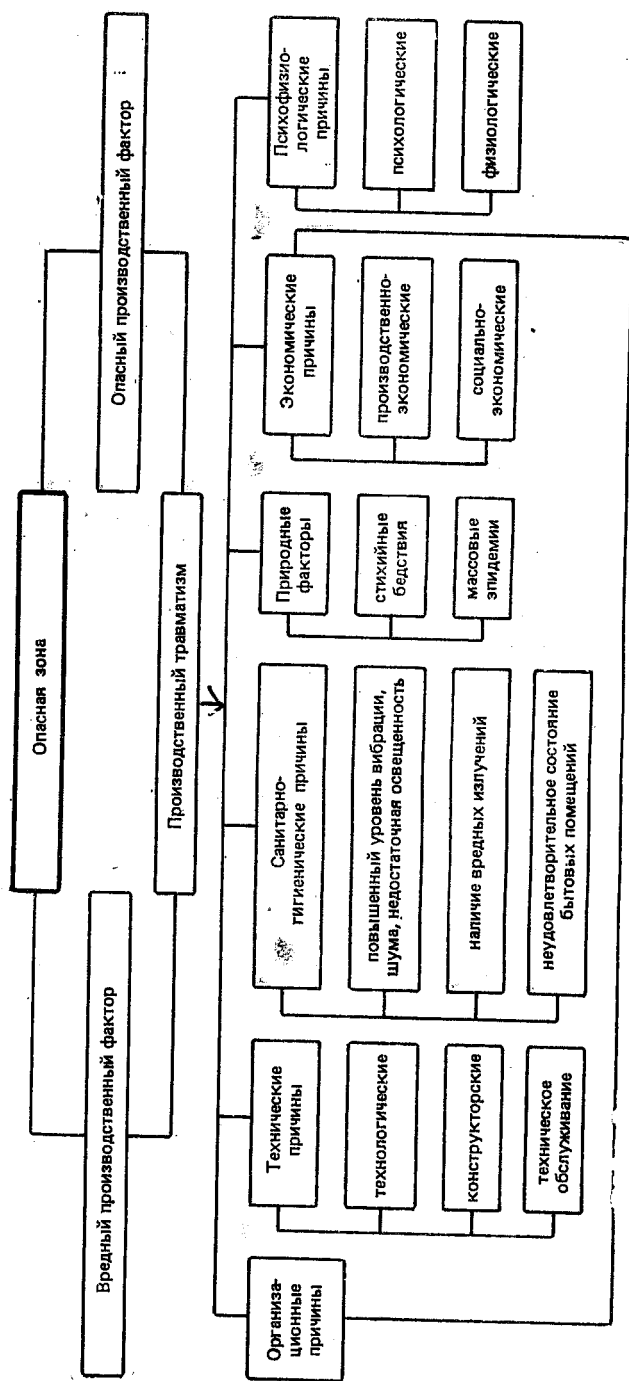 Опасная зона
Вредный производственный фактор
Опасный производственный фактор :
Производственный травматизм
Организа-
ционные
причины
Технические
причины
технологические
конструкторские
техническое
обслуживание
Санитарно-
гигиенические причины
повышенный уровень вибрации,
шума, недостаточная освещенность
наличие вредных излучений
неудовлетворительное состояние
бытовых помещений
Природные
факторы
стихийные
бедствия
массовые
эпидемии
Экономические
причины
производственно-
экономические
социально-
экономические
Психофизио-
логические
причины
психологические
физиологические